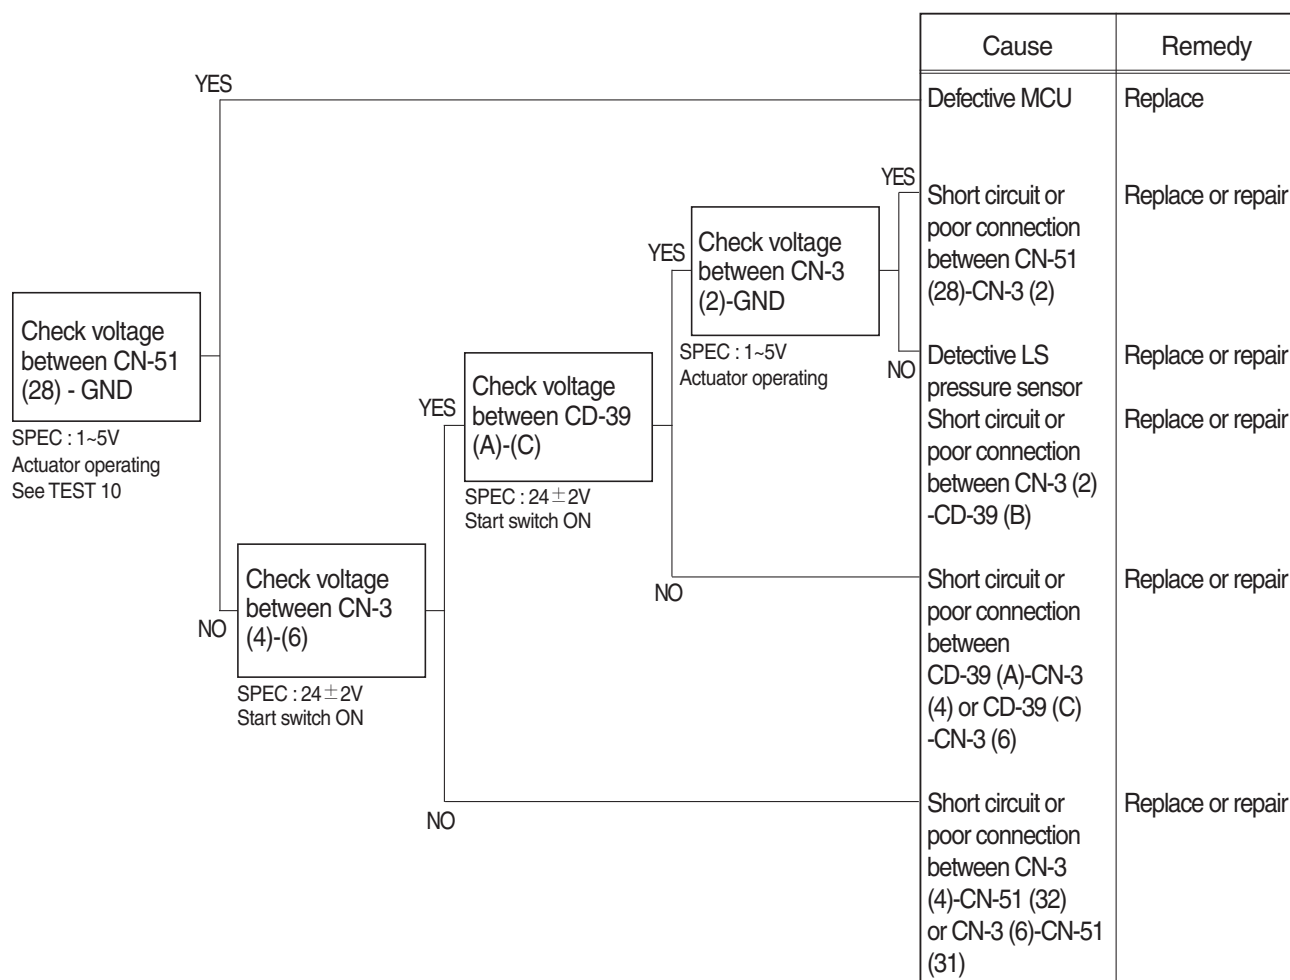 Cause
Remedy
YES
Defective MCU
Replace
YES
Short circuit or
poor connection
between CN-51
(28)-CN-3 (2)
Replace or repair
YES
Check voltage
between CN-3
(2)-GND
SPEC : 1~5V
Actuator operating
NO
Detective LS
pressure sensor
Replace or repair
Short circuit or
poor connection
between CN-3 (2)
-CD-39 (B)
Replace or repair
Check voltage
between CN-51
(28) - GND
SPEC : 1~5V
Actuator operating
See TEST 10
YES
Check voltage
between CD-39
(A)-(C)
SPEC : 24±2V
Start switch ON
NO
Short circuit or
poor connection
between
CD-39 (A)-CN-3
(4) or CD-39 (C)
-CN-3 (6)
Replace or repair
NO
Check voltage
between CN-3
(4)-(6)
SPEC : 24±2V
Start switch ON
NO
Short circuit or
poor connection
between CN-3
(4)-CN-51 (32)
or CN-3 (6)-CN-51
(31)
Replace or repair